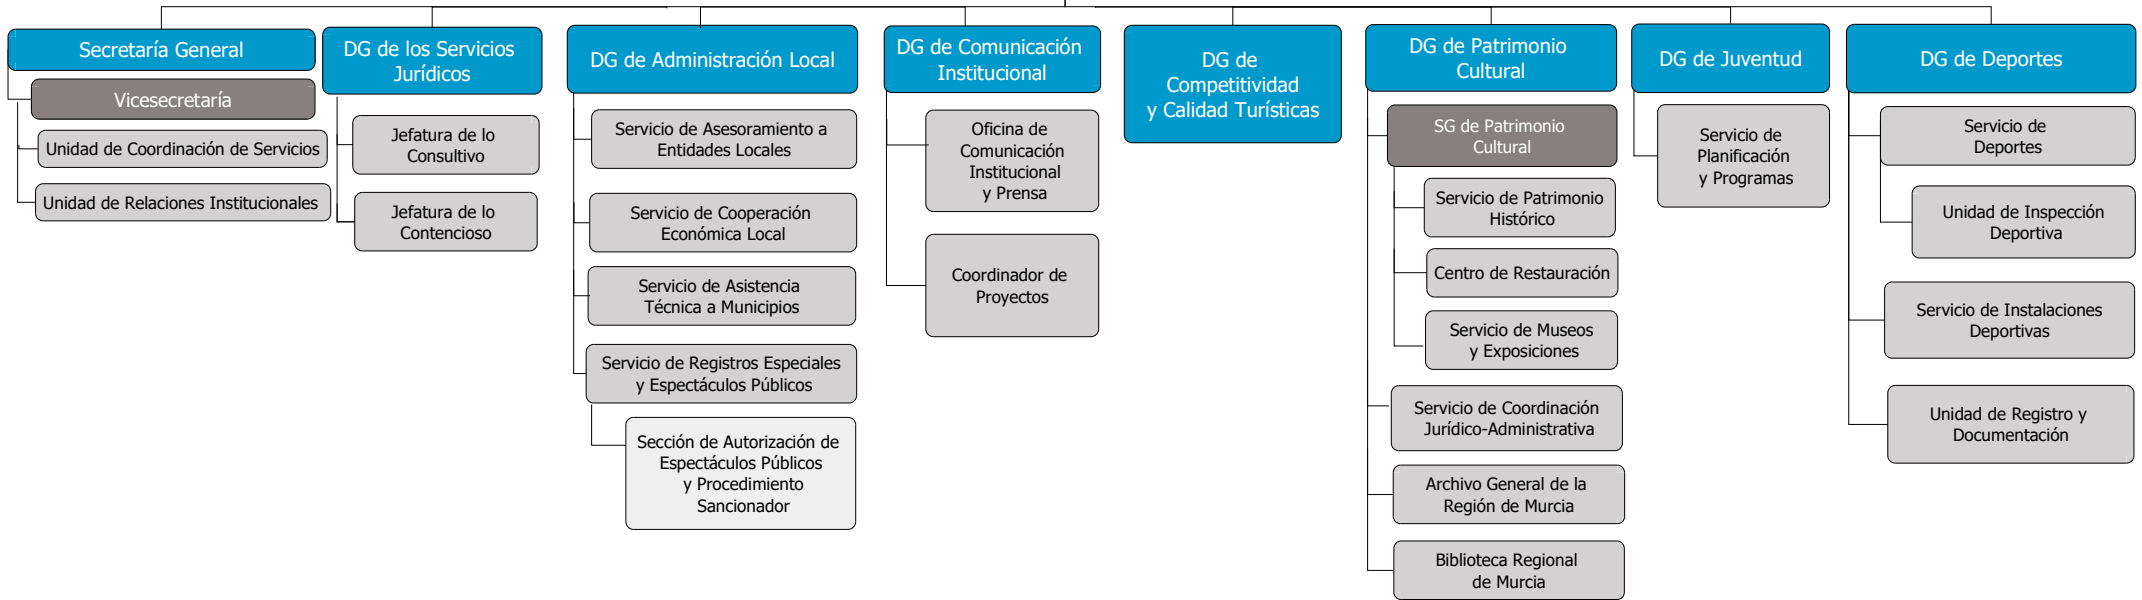 Secretaría General
Vicesecretaría
Unidad de Coordinación de Servicios
Unidad de Relaciones Institucionales
DG de los Servicios
Jurídicos
Jefatura de lo
Consultivo
Jefatura de lo
Contencioso
DG de Administración Local
Servicio de Asesoramiento a
Entidades Locales
Servicio de Cooperación
Económica Local
Servicio de Asistencia
Técnica a Municipios
Servicio de Registros Especiales
y Espectáculos Públicos
Sección de Autorización de
Espectáculos Públicos
y Procedimiento
Sancionador
DG de Comunicación
Institucional
Oficina de
Comunicación
Institucional
y Prensa
Coordinador de
Proyectos
DG de
Competitividad
y Calidad Turísticas
DG de Patrimonio
Cultural
SG de Patrimonio
Cultural
Servicio de Patrimonio
Histórico
Centro de Restauración
Servicio de Museos
y Exposiciones
Servicio de Coordinación
Jurídico-Administrativa
Archivo General de la
Región de Murcia
Biblioteca Regional
de Murcia
DG de Juventud
Servicio de
Planificación
y Programas
DG de Deportes
Servicio de
Deportes
Unidad de Inspección
Deportiva
Servicio de Instalaciones
Deportivas
Unidad de Registro y
Documentación